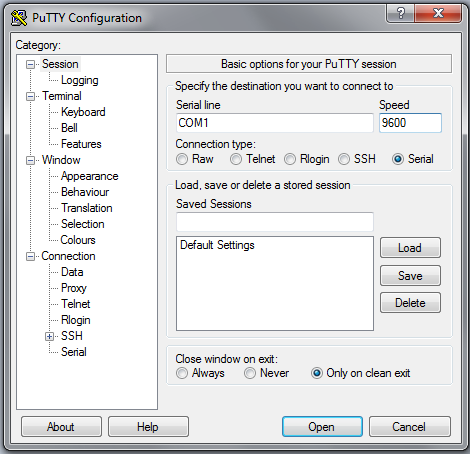 PuTTY Configuration
Category:
Session
Logging
Terminal
Keyboard
Bell
Features
Window
Appearance
Behaviour
Translation
Selection
Colours
Connection
Data
Proxy
Telnet
Rlogin
SSH
Serial
Basic options for your PuTTY session
Specify the destination you want to connect to
Serial line Speed
COM1 9600
Connection type:
Raw Telnet Rlogin SSH Serial
Load, save or delete a stored session
Saved Sessions
Default Settings
Load
Save
Delete
Close window on exit:
Always Never Only on clean exit
About Help Open Cancel